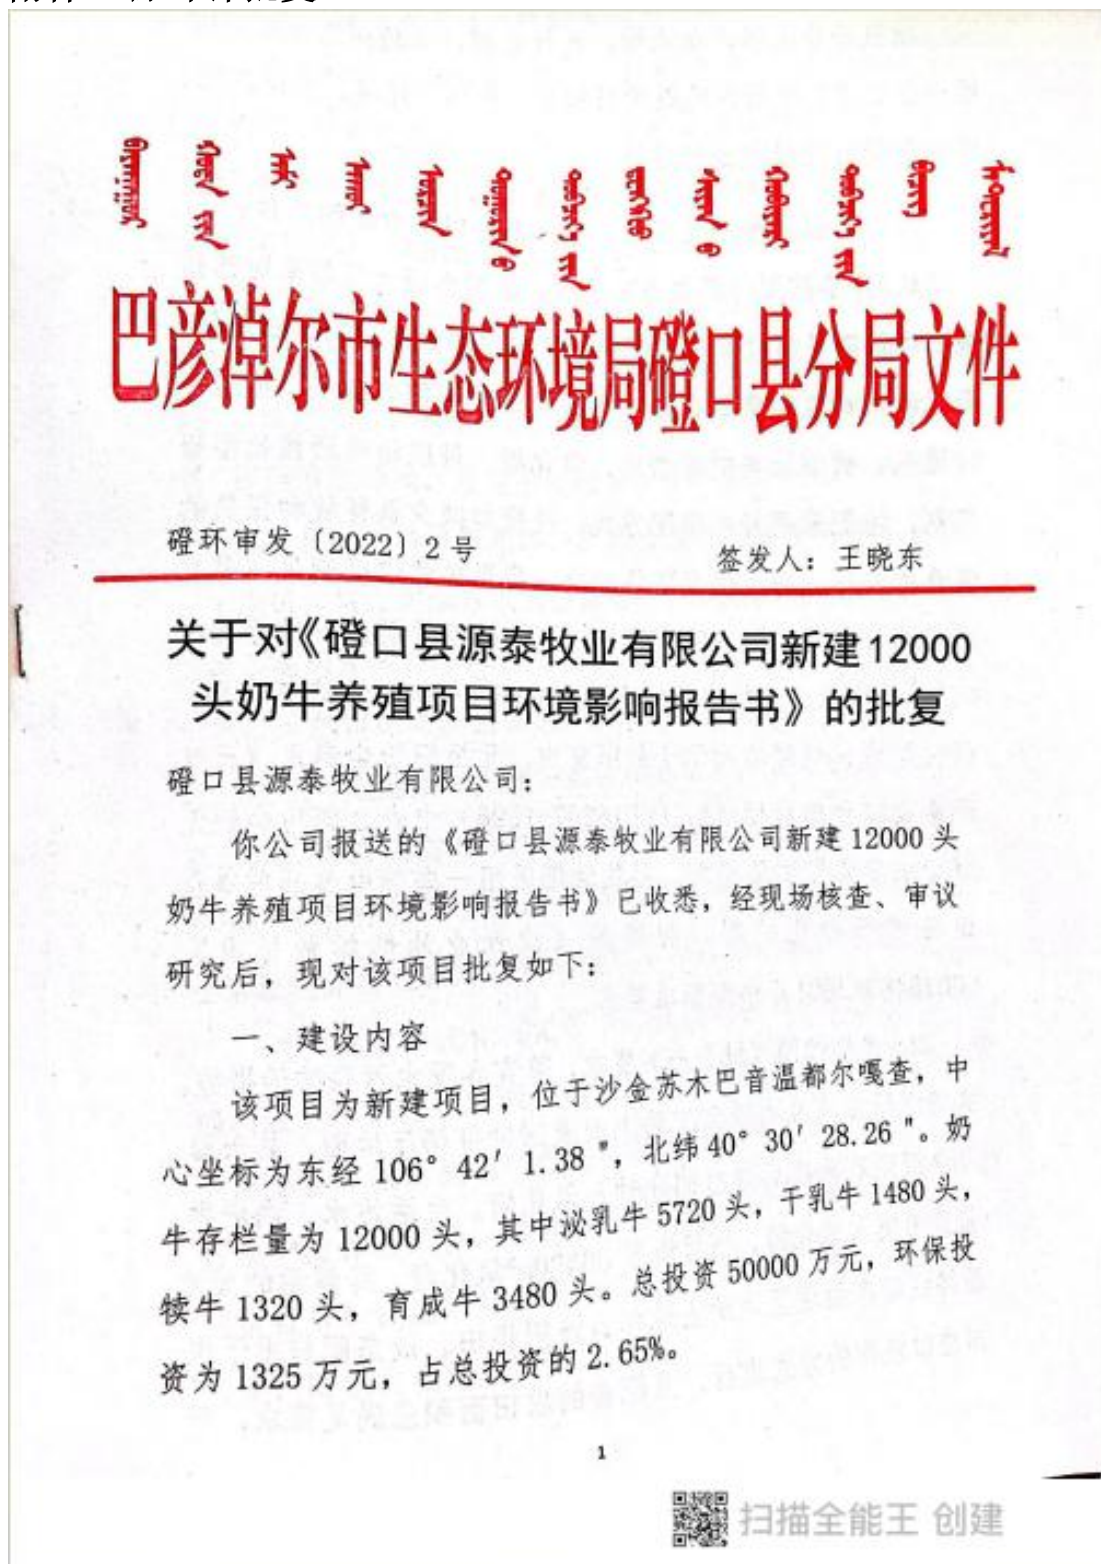 巴彦淖尔市生态环境局磴口县分局文件
磴环审发〔2022〕2号
签发人：王晓东
关于对《磴口县源泰牧业有限公司新建12000
头奶牛养殖项目环境影响报告书》的批复
磴口县源泰牧业有限公司：
你公司报送的《磴口县源泰牧业有限公司新建12000头
奶牛养殖项目环境影响报告书》已收悉，经现场核查、审议
研究后，现对该项目批复如下：
一、建设内容
该项目为新建项目，位于沙金苏木巴音温都尔嘎查，中
心坐标为东经106° 42′ 1.38 ″，北纬40° 30′ 28.26 ″。奶
牛存栏量为12000头，其中泌乳牛5720头，干乳牛1480头，
犊牛1320头，育成牛3480头。总投资50000万元，环保投
资为1325万元，占总投资的2.65%。
1
扫描全能王 创建